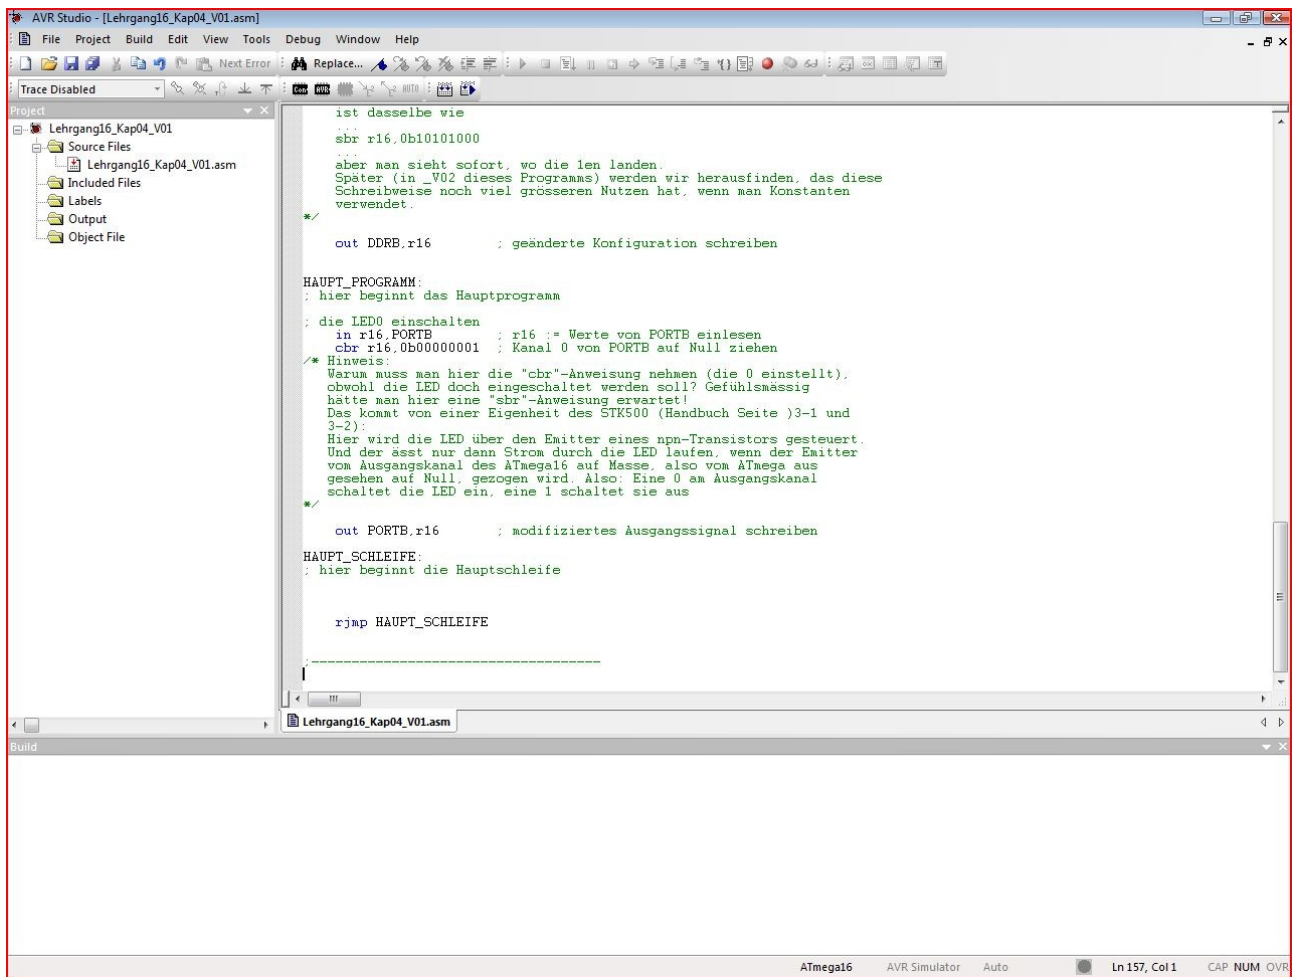 AVR Studio - [Lehrgang16_Kap04_V01.asm]
File Project Build Edit View Tools Debug Window Help
Next Error Replace...
Trace Disabled Con AVR AUTO
Project
Lehrgang16_Kap04_V01
Source Files
Lehrgang16_Kap04_V01.asm
Included Files
Labels
Output
Object File
ist dasselbe wie
...
sbr r16,0b10101000
...
aber man sieht sofort, wo die 1en landen.
Später (in _V02 dieses Programms) werden wir herausfinden, das diese
Schreibweise noch viel grösseren Nutzen hat, wenn man Konstanten
verwendet.
*/
out DDRB,r16 ; geänderte Konfiguration schreiben
HAUPT_PROGRAMM:
; hier beginnt das Hauptprogramm
; die LED0 einschalten
in r16,PORTB ; r16 := Werte von PORTB einlesen
cbr r16,0b00000001 ; Kanal 0 von PORTB auf Null ziehen
/* Hinweis:
Warum muss man hier die "cbr"-Anweisung nehmen (die 0 einstellt),
obwohl die LED doch eingeschaltet werden soll? Gefühlsmässig
hätte man hier eine "sbr"-Anweisung erwartet!
Das kommt von einer Eigenheit des STK500 (Handbuch Seite )3-1 und
3-2):
Hier wird die LED über den Emitter eines npn-Transistors gesteuert.
Und der ässt nur dann Strom durch die LED laufen, wenn der Emitter
vom Ausgangskanal des ATmega16 auf Masse, also vom ATmega aus
gesehen auf Null, gezogen wird. Also: Eine 0 am Ausgangskanal
schaltet die LED ein, eine 1 schaltet sie aus
*/
out PORTB,r16 ; modifiziertes Ausgangssignal schreiben
HAUPT_SCHLEIFE:
; hier beginnt die Hauptschleife
rjmp HAUPT_SCHLEIFE
;------------------------------------
Lehrgang16_Kap04_V01.asm
Build
ATmega16 AVR Simulator Auto Ln 157, Col 1 CAP NUM OVR